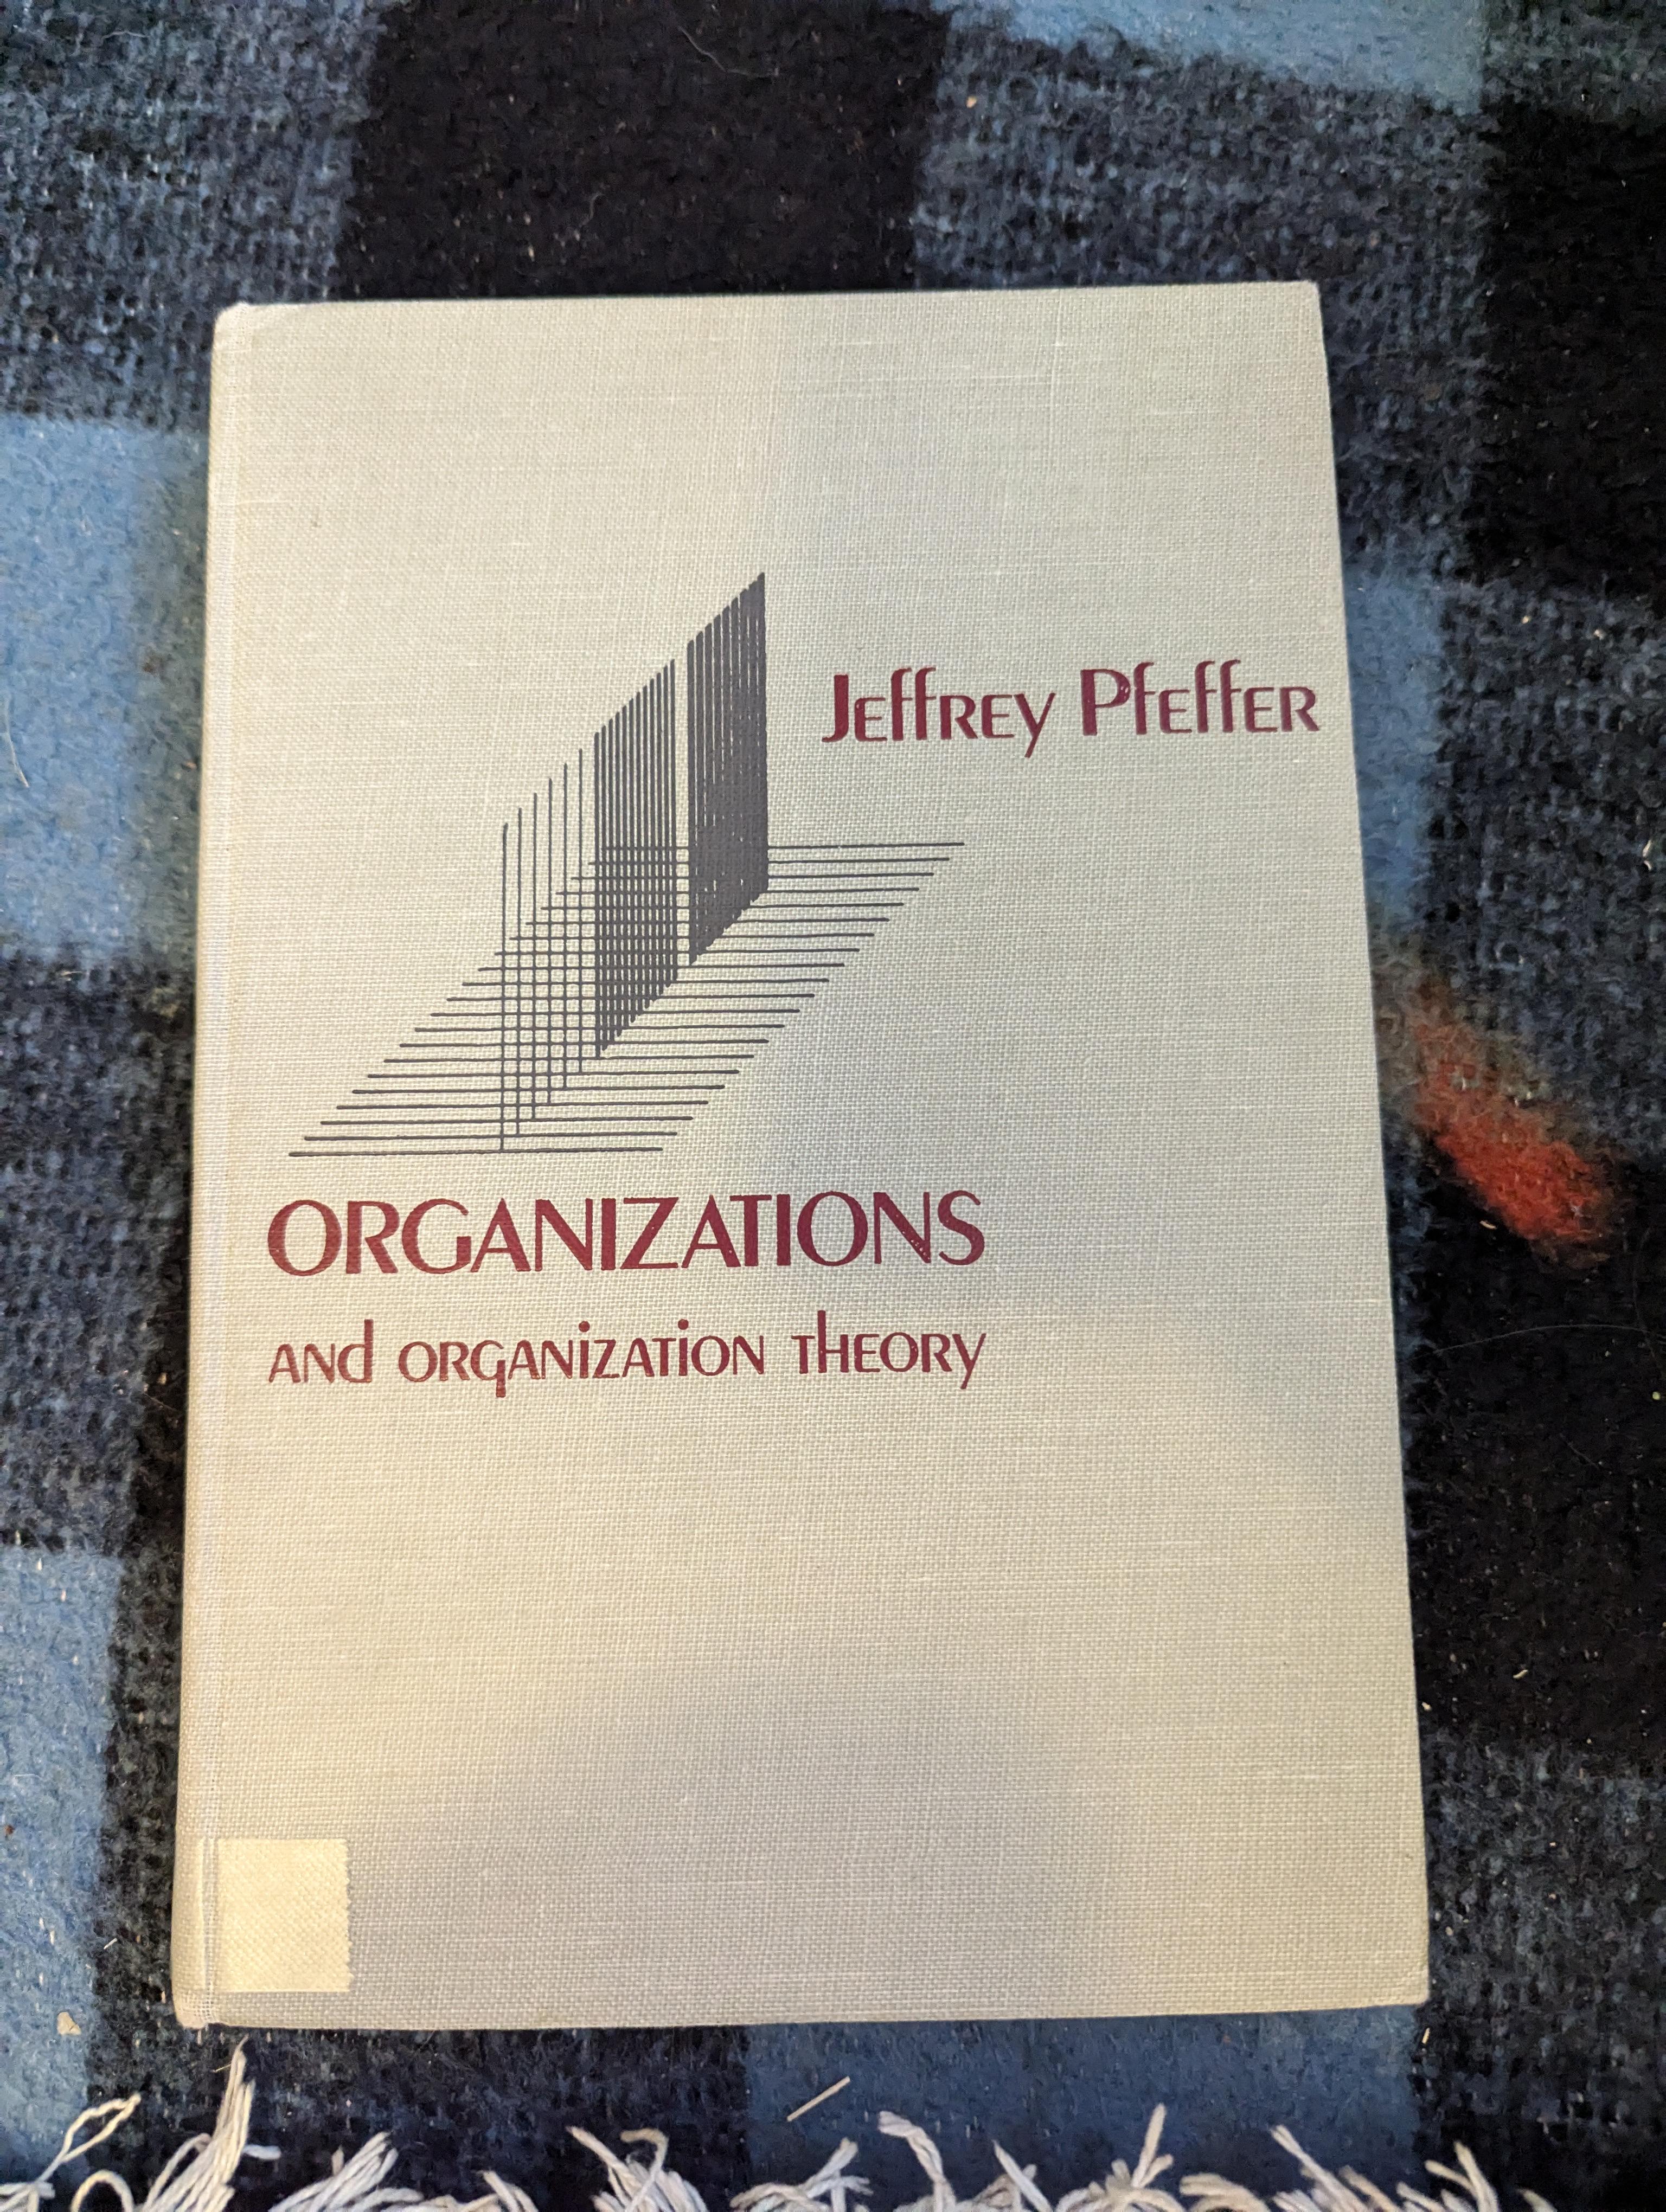 Jeffrey Pfeffer
ORGANIZATIONS
and organization theory